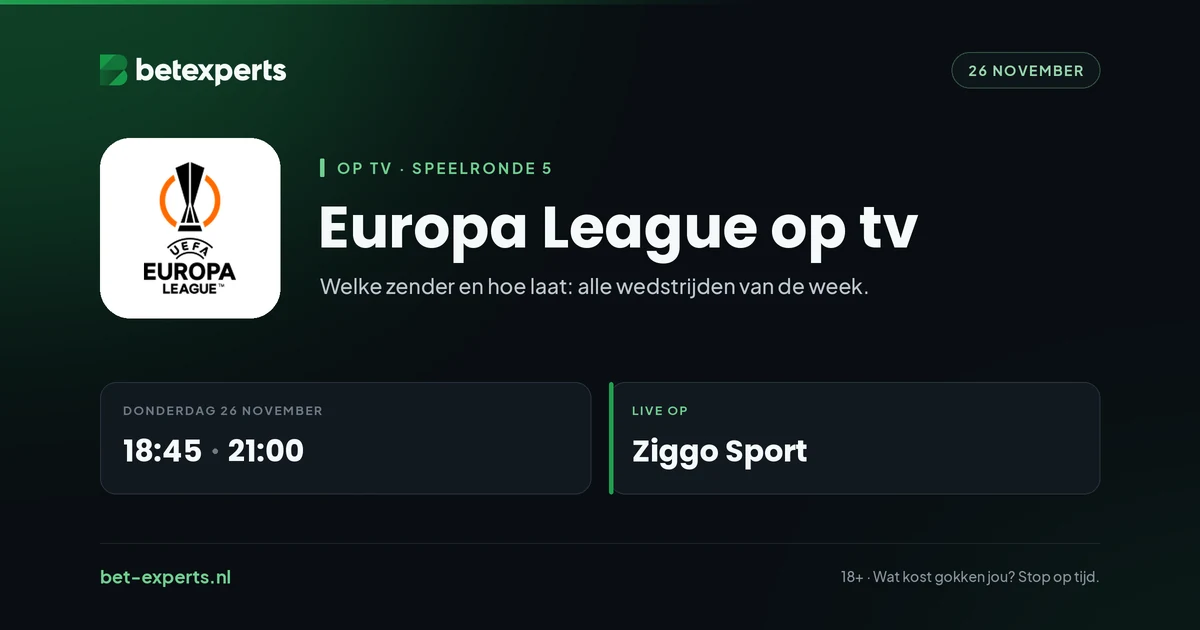 betexperts
26 NOVEMBER
UEFA
EUROPA
LEAGUE™
OP TV · SPEELRONDE 5
Europa League op tv
Welke zender en hoe laat: alle wedstrijden van de week.
DONDERDAG 26 NOVEMBER
18:45 · 21:00
LIVE OP
Ziggo Sport
bet-experts.nl
18+ · Wat kost gokken jou? Stop op tijd.